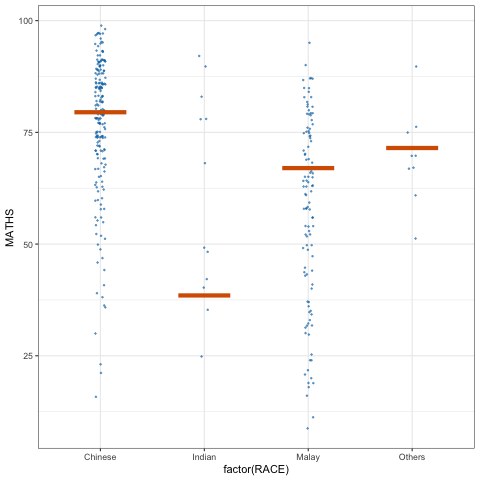 100
75
50
25
MATHS
Chinese
Indian
Malay
Others
factor(RACE)